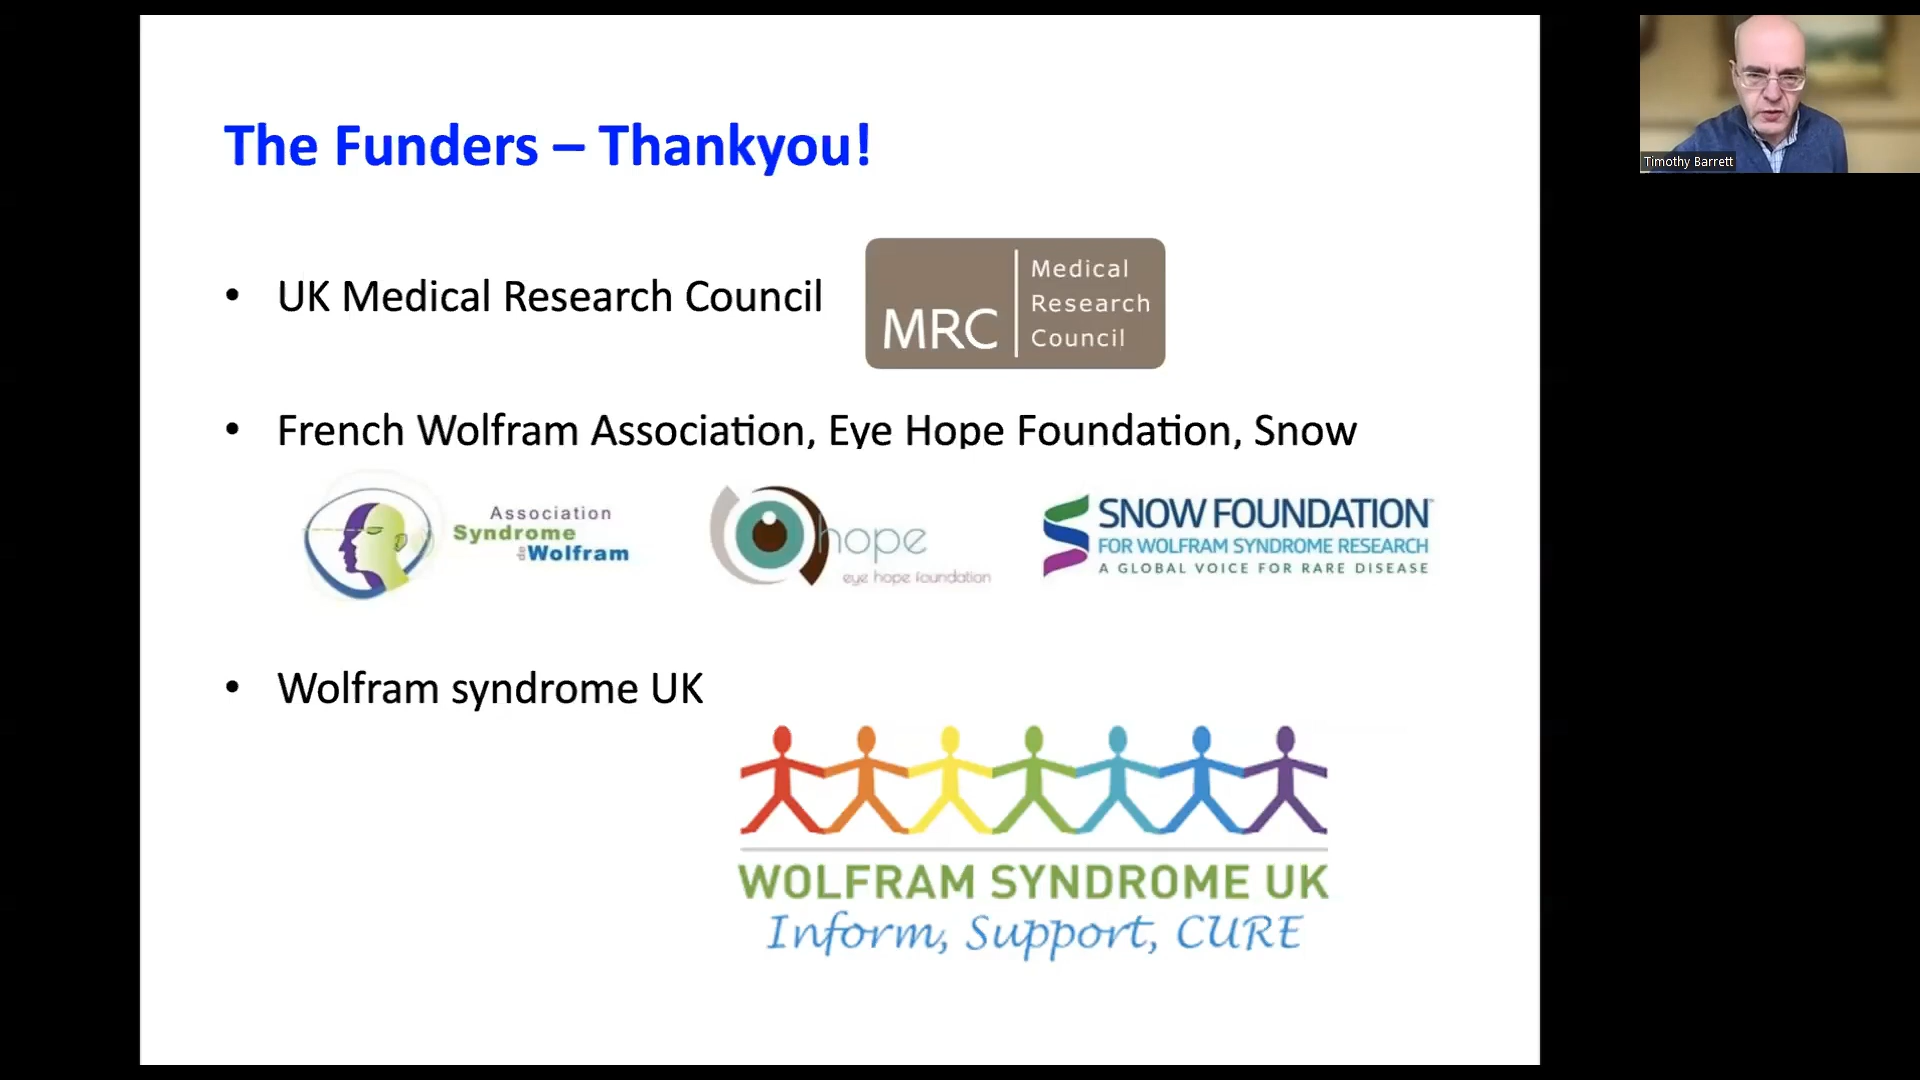 The Funders – Thankyou!
• UK Medical Research Council
MRC
Medical
Research
Council
• French Wolfram Association, Eye Hope Foundation, Snow
Association
Syndrome
de Wolfram
hope
eye hope foundation
SNOW FOUNDATION™
FOR WOLFRAM SYNDROME RESEARCH
A GLOBAL VOICE FOR RARE DISEASE
• Wolfram syndrome UK
WOLFRAM SYNDROME UK
Inform, Support, CURE
Timothy Barrett